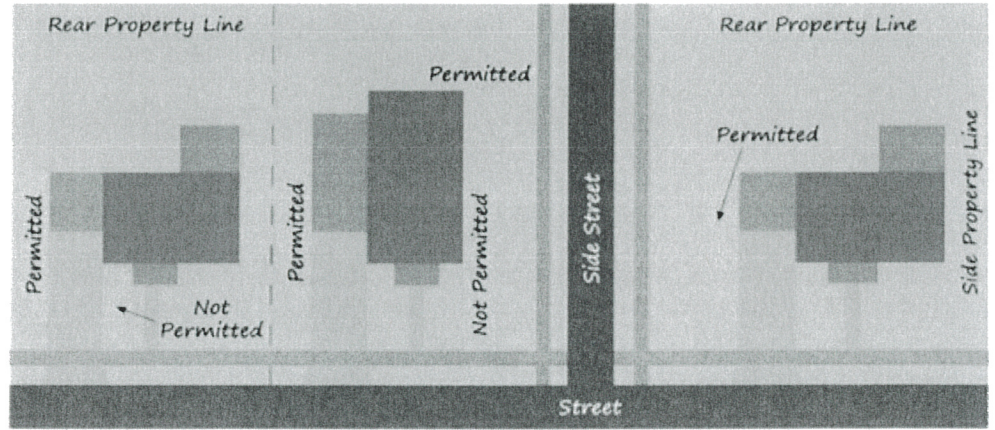 Rear Property Line
Rear Property Line
Permitted
Permitted
Permitted
Permitted
Not Permitted
Side Street
Side Property Line
Not
Permitted
Street